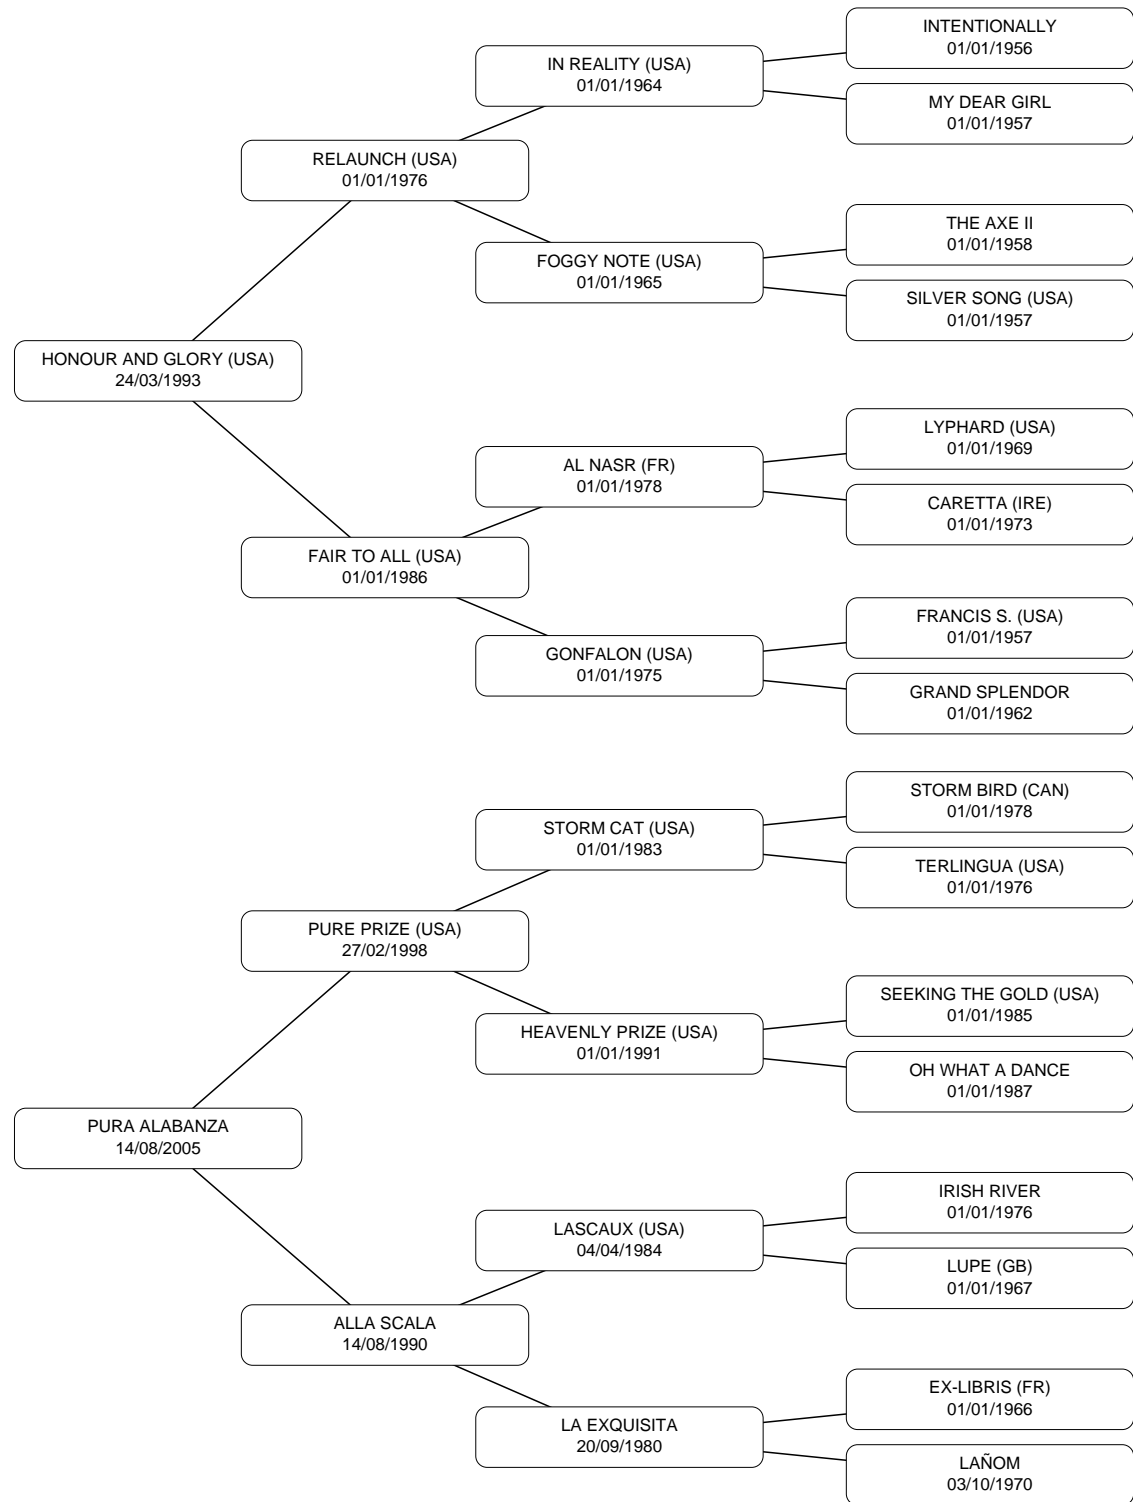 INTENTIONALLY
01/01/1956
IN REALITY (USA)
01/01/1964
MY DEAR GIRL
01/01/1957
RELAUNCH (USA)
01/01/1976
THE AXE II
01/01/1958
FOGGY NOTE (USA)
01/01/1965
SILVER SONG (USA)
01/01/1957
HONOUR AND GLORY (USA)
24/03/1993
LYPHARD (USA)
01/01/1969
AL NASR (FR)
01/01/1978
CARETTA (IRE)
01/01/1973
FAIR TO ALL (USA)
01/01/1986
FRANCIS S. (USA)
01/01/1957
GONFALON (USA)
01/01/1975
GRAND SPLENDOR
01/01/1962
STORM BIRD (CAN)
01/01/1978
STORM CAT (USA)
01/01/1983
TERLINGUA (USA)
01/01/1976
PURE PRIZE (USA)
27/02/1998
SEEKING THE GOLD (USA)
01/01/1985
HEAVENLY PRIZE (USA)
01/01/1991
OH WHAT A DANCE
01/01/1987
PURA ALABANZA
14/08/2005
IRISH RIVER
01/01/1976
LASCAUX (USA)
04/04/1984
LUPE (GB)
01/01/1967
ALLA SCALA
14/08/1990
EX-LIBRIS (FR)
01/01/1966
LA EXQUISITA
20/09/1980
LAÑOM
03/10/1970